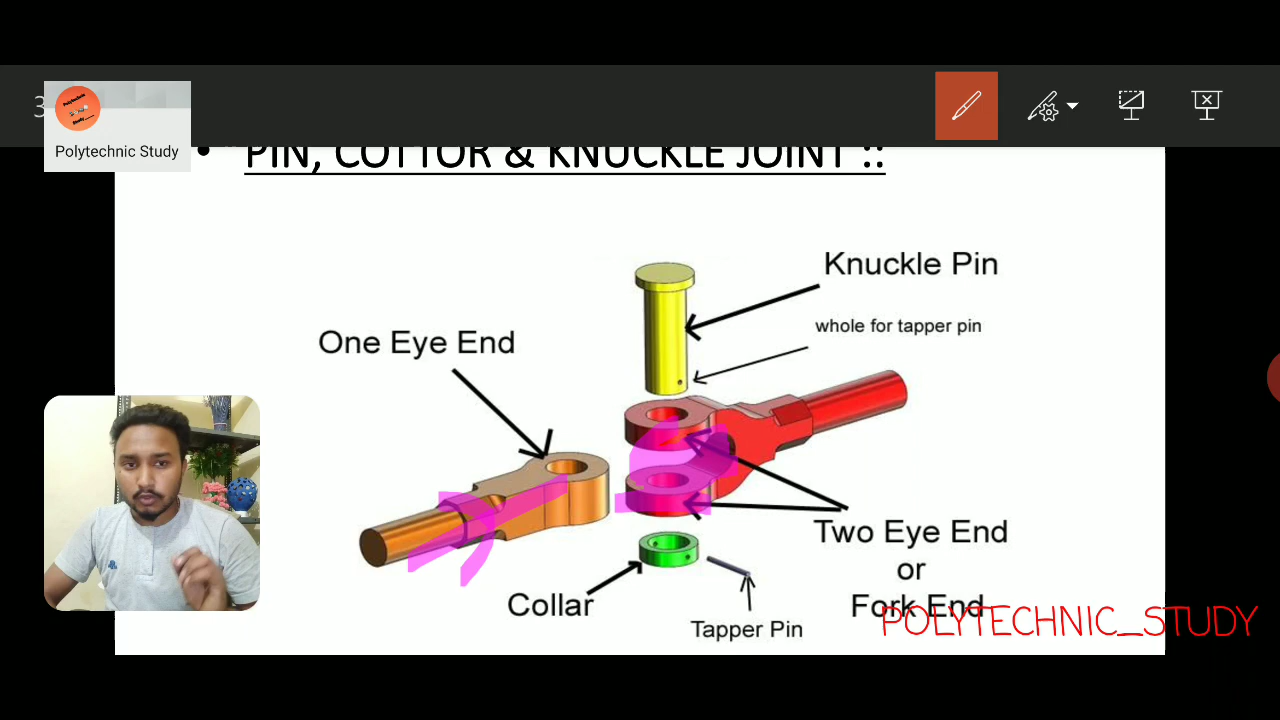 3
Polytechnic Study
• PIN, COTTOR & KNUCKLE JOINT ::
Knuckle Pin
whole for tapper pin
One Eye End
Two Eye End
or
Fork End
Collar
Tapper Pin
POLYTECHNIC_STUDY